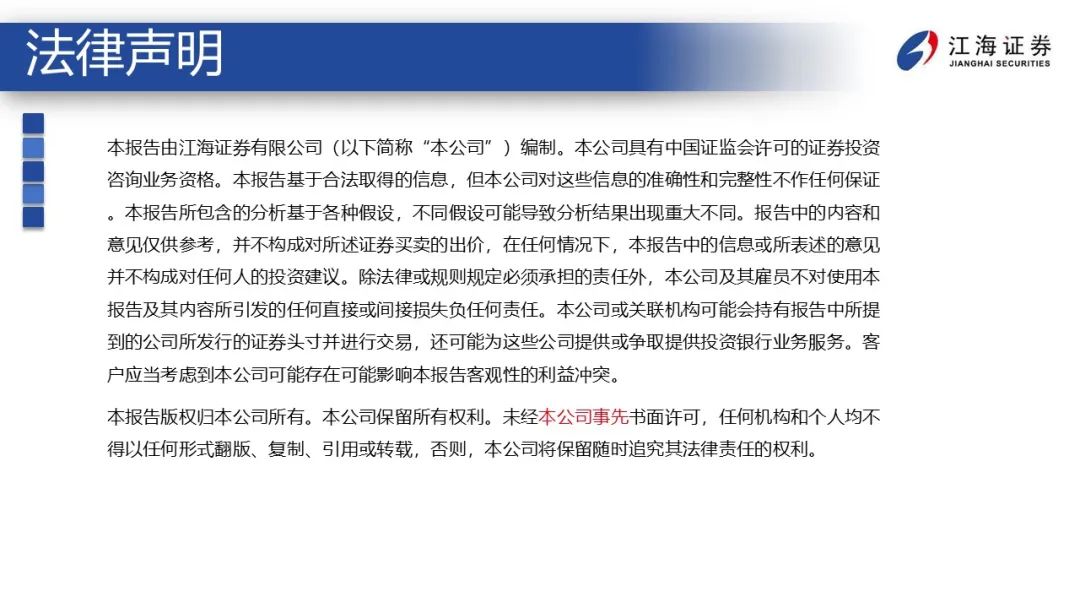 法律声明
江海证券
JIANGHAI SECURITIES
本报告由江海证券有限公司（以下简称“本公司”）编制。本公司具有中国证监会许可的证券投资
咨询业务资格。本报告基于合法取得的信息，但本公司对这些信息的准确性和完整性不作任何保证
。本报告所包含的分析基于各种假设，不同假设可能导致分析结果出现重大不同。报告中的内容和
意见仅供参考，并不构成对所述证券买卖的出价，在任何情况下，本报告中的信息或所表述的意见
并不构成对任何人的投资建议。除法律或规则规定必须承担的责任外，本公司及其雇员不对使用本
报告及其内容所引发的任何直接或间接损失负任何责任。本公司或关联机构可能会持有报告中所提
到的公司所发行的证券头寸并进行交易，还可能为这些公司提供或争取提供投资银行业务服务。客
户应当考虑到本公司可能存在可能影响本报告客观性的利益冲突。
本报告版权归本公司所有。本公司保留所有权利。未经本公司事先书面许可，任何机构和个人均不
得以任何形式翻版、复制、引用或转载，否则，本公司将保留随时追究其法律责任的权利。